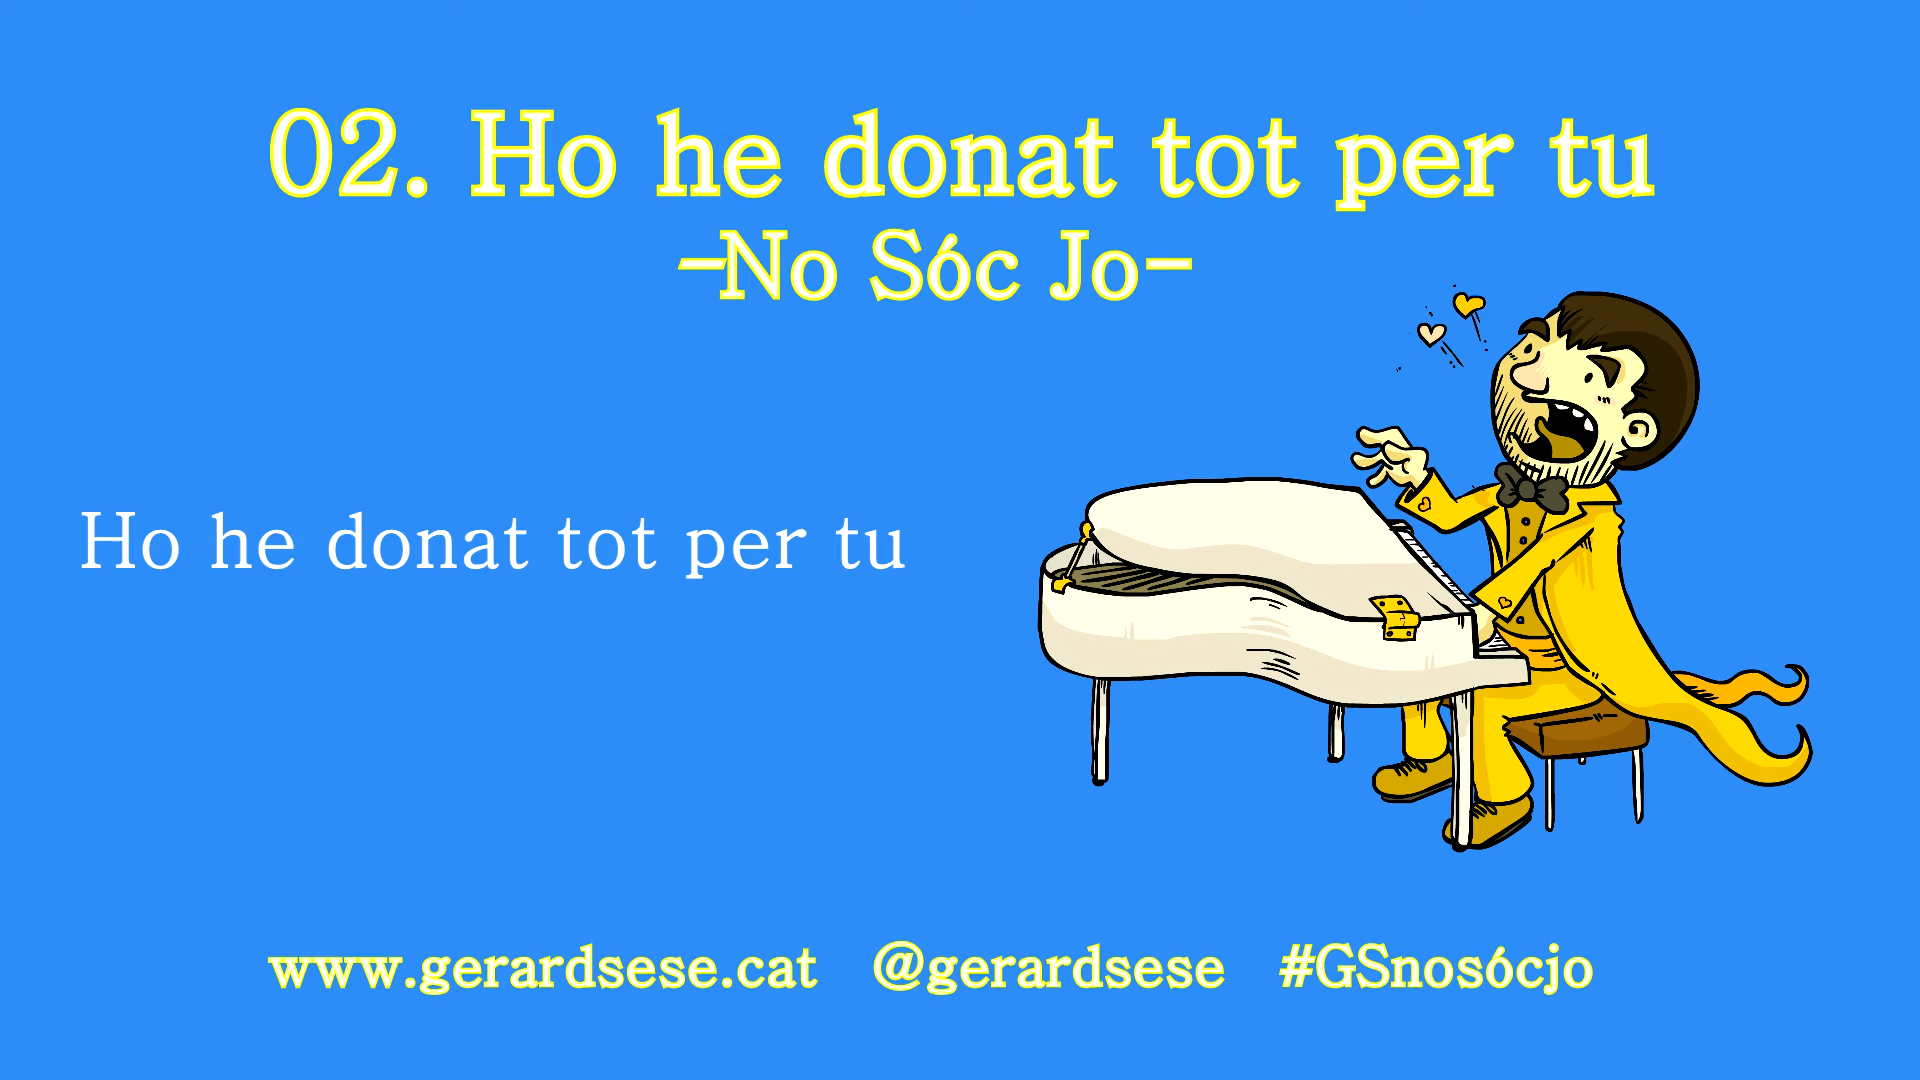 02. Ho he donat tot per tu
-No Sóc Jo-
Ho he donat tot per tu
www.gerardsese.cat @gerardsese #GSnosócjo